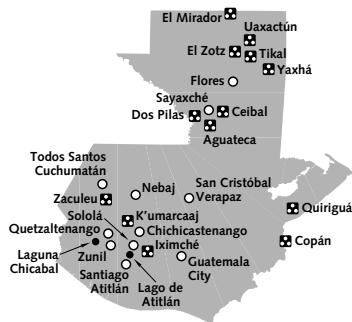 El Mirador
Uaxactún
El Zotz
Tikal
Yaxhá
Flores
Sayaxché
Ceibal
Dos Pilas
Aguateca
Todos Santos
Cuchumatán
Nebaj
San Cristóbal
Verapaz
Zaculeu
K'umarcaaj
Quiriguá
Sololá
Chichicastenango
Quetzaltenango
Iximché
Copán
Laguna
Chicabal
Zunil
Guatemala
City
Santiago
Atitlán
Lago de
Atitlán